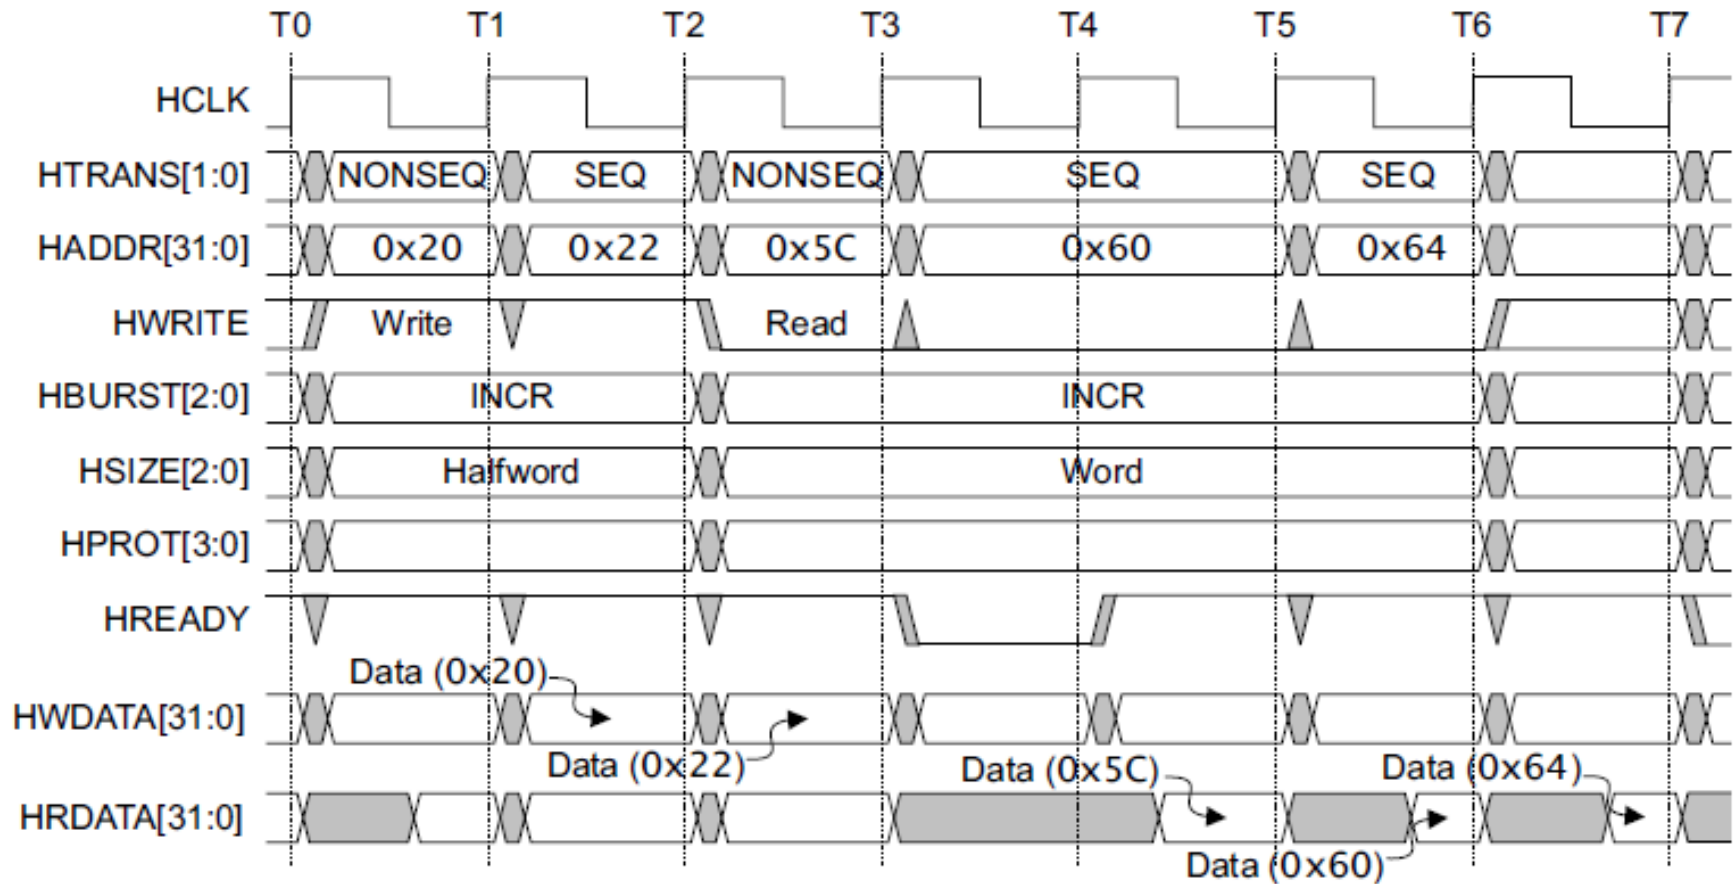 T0 T1 T2 T3 T4 T5 T6 T7
HCLK
HTRANS[1:0] NONSEQ SEQ NONSEQ SEQ SEQ
HADDR[31:0] 0x20 0x22 0x5C 0x60 0x64
HWRITE Write Read
HBURST[2:0] INCR INCR
HSIZE[2:0] Halfword Word
HPROT[3:0]
HREADY
Data (0x20)
HWDATA[31:0]
Data (0x22) Data (0x5C) Data (0x64)
HRDATA[31:0]
Data (0x60)